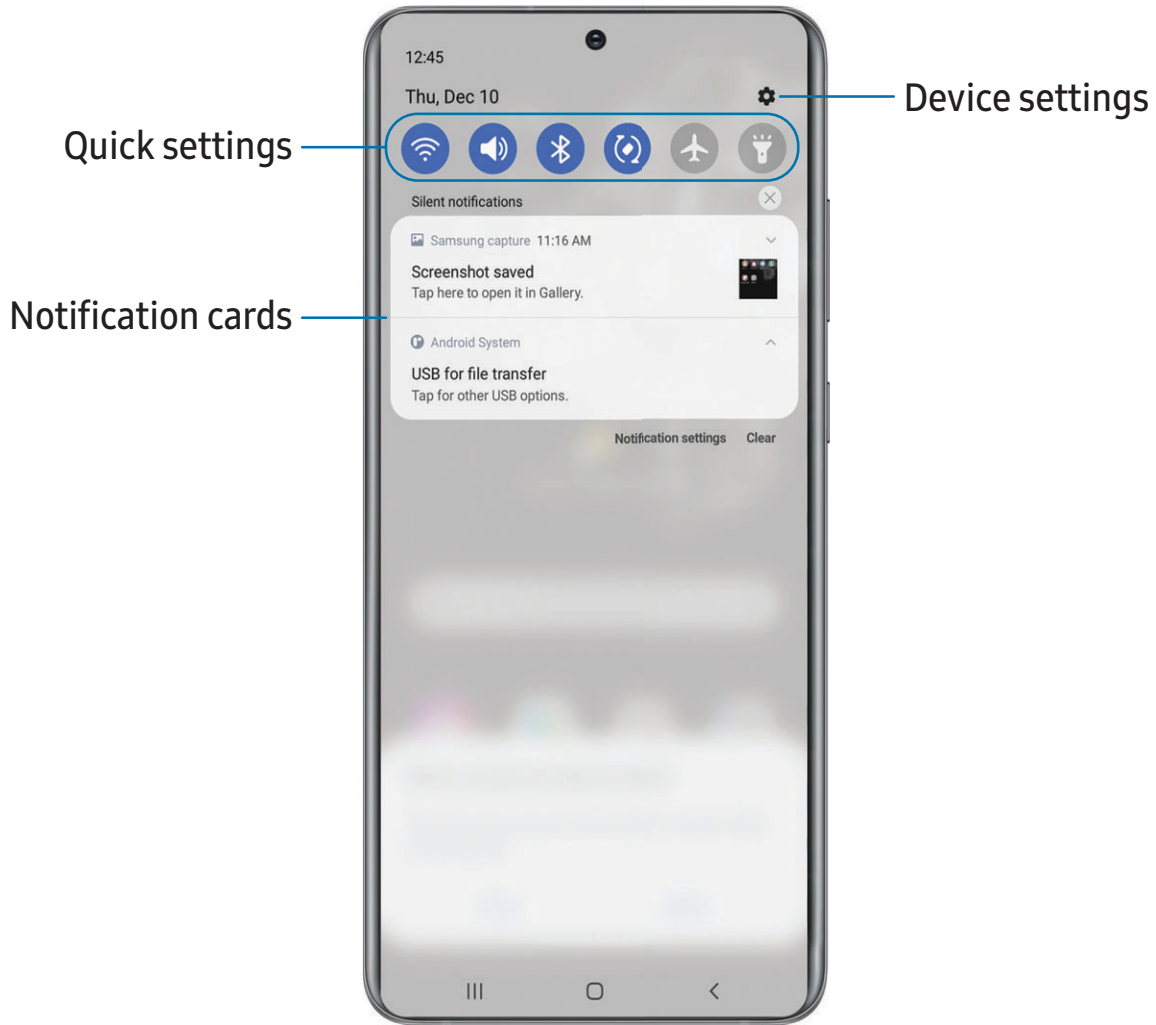 12:45
Thu, Dec 10
Device settings
Quick settings
Silent notifications
Samsung capture 11:16 AM
Screenshot saved
Tap here to open it in Gallery.
Notification cards
Android System
USB for file transfer
Tap for other USB options.
Notification settings Clear